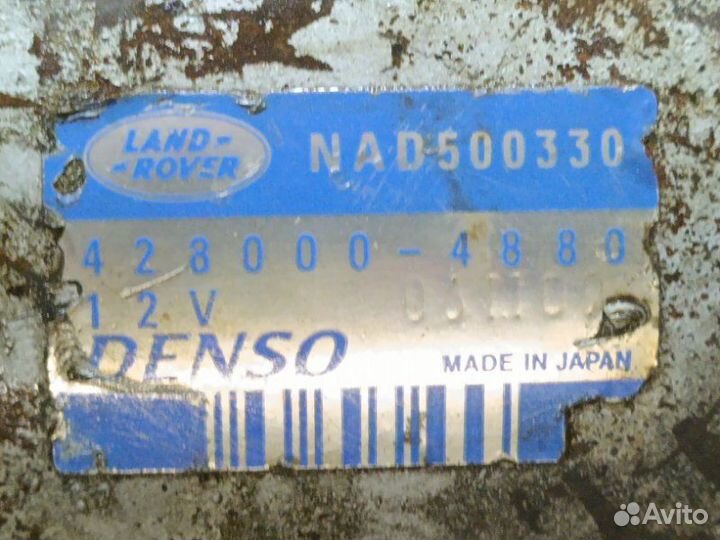 LAND-
-ROVER
NAD500330
428000-4880
12V
DENSO
MADE IN JAPAN
Avito